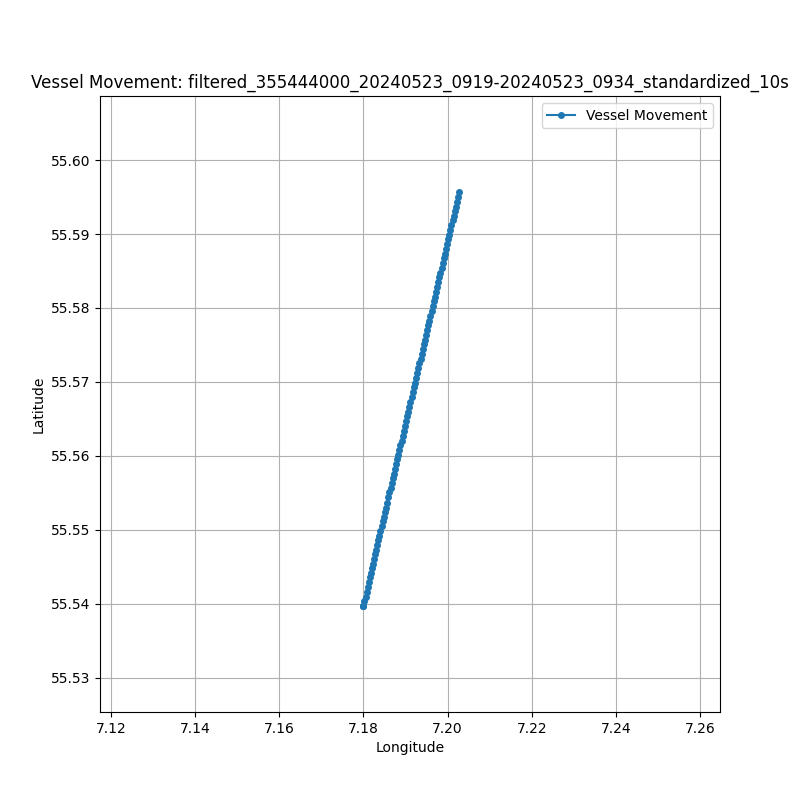 Vessel Movement: filtered_355444000_20240523_0919-20240523_0934_standardized_10s
Vessel Movement
55.60
55.59
55.58
55.57
55.56
55.55
55.54
55.53
Latitude
7.12 7.14 7.16 7.18 7.20 7.22 7.24 7.26
Longitude